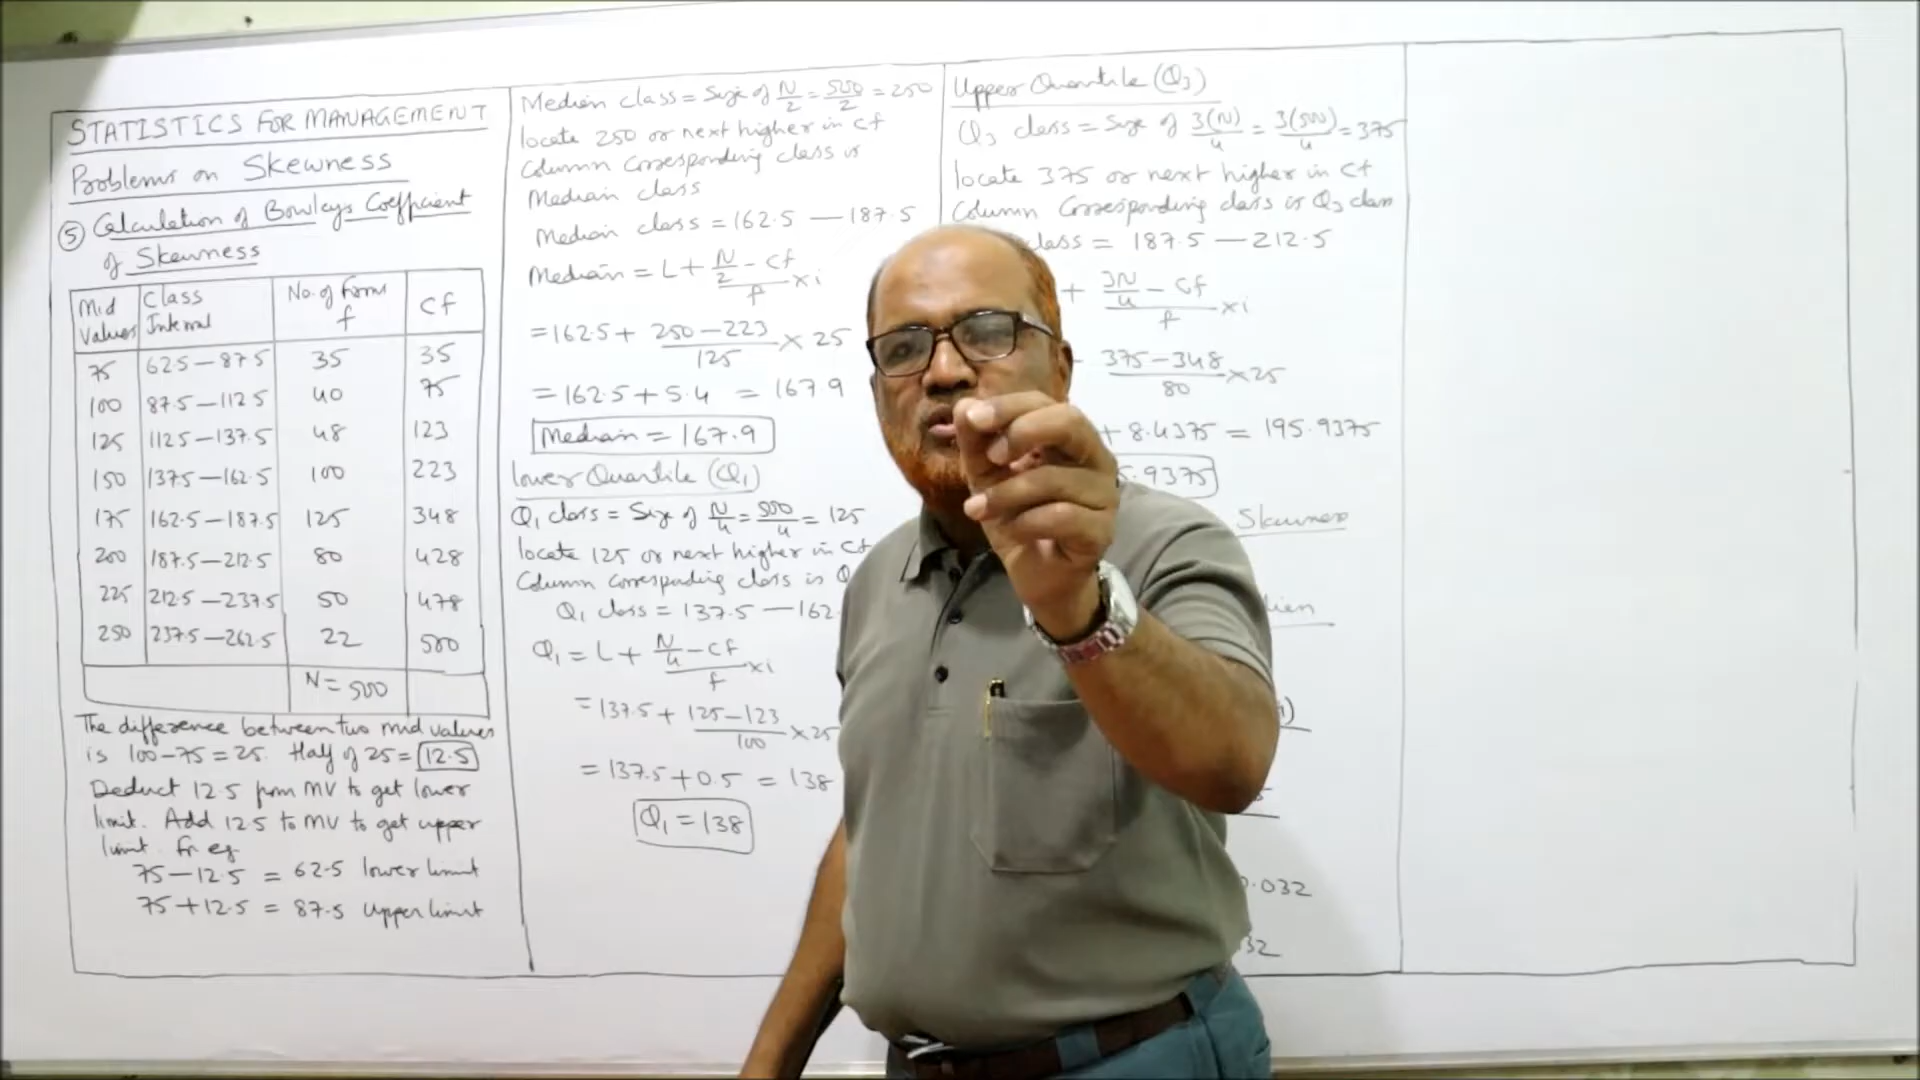 STATISTICS FOR MANAGEMENT
Problems on Skewness
⑤ Calculation of Bowleys Coefficient
of Skewness
Mid Values | Class Interval | No. of Firms f | Cf
75 | 62.5—87.5 | 35 | 35
100 | 87.5—112.5 | 40 | 75
125 | 112.5—137.5 | 48 | 123
150 | 137.5—162.5 | 100 | 223
175 | 162.5—187.5 | 125 | 348
200 | 187.5—212.5 | 80 | 428
225 | 212.5—237.5 | 50 | 478
250 | 237.5—262.5 | 22 | 500
N = 500
The difference between two mid values
is 100-75 = 25. Half of 25 = 12.5
Deduct 12.5 from MV to get lower
limit. Add 12.5 to MV to get upper
limit. Fr eg
75-12.5 = 62.5 lower limit
75+12.5 = 87.5 Upper limit
Median class = Size of N/2 = 500/2 = 250
locate 250 or next higher in cf
Column Corresponding class is
Median class
Median class = 162.5 — 187.5
Median = L + (N/2 - cf)/f × i
= 162.5 + (250-223)/125 × 25
= 162.5 + 5.4 = 167.9
Median = 167.9
lower Quantile (Q₁)
Q₁ class = Size of N/4 = 500/4 = 125
locate 125 or next higher in cf
Column corresponding class is Q
Q₁ class = 137.5 — 162.
Q₁ = L + (N/4 - cf)/f × i
= 137.5 + (125-123)/100 × 25
= 137.5 + 0.5 = 138
Q₁ = 138
Upper Quantile (Q₃)
Q₃ class = Size of 3(N)/4 = 3(500)/4 = 375
locate 375 or next higher in cf
Column Corresponding class is Q₃ class
class = 187.5 — 212.5
+ (3N/4 - cf)/f × i
(375-348)/80 × 25
+ 8.4375 = 195.9375
5.9375
Skewness
0.032
32